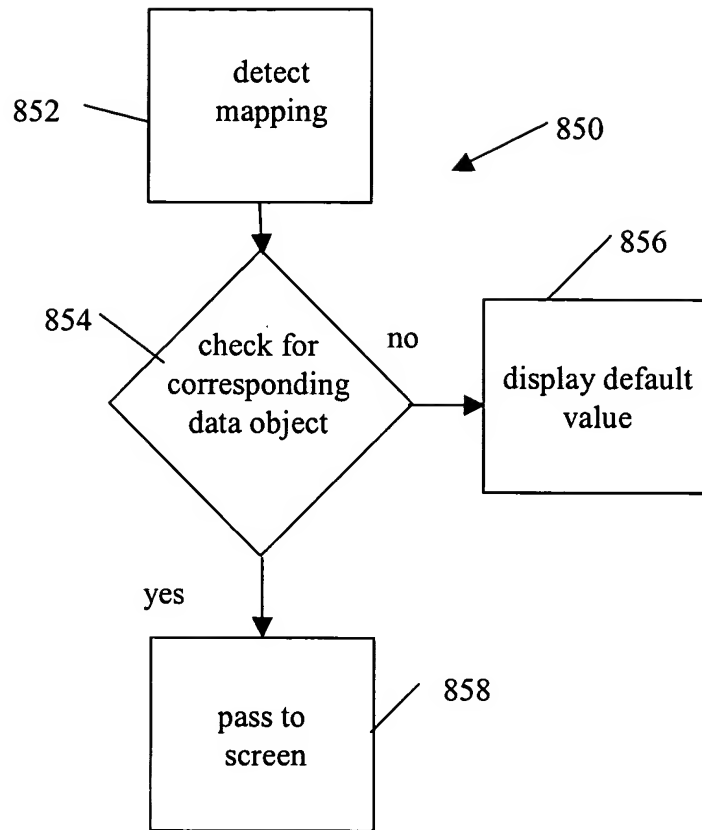 detect
mapping
852
850
856
854
check for
corresponding
data object
no
display default
value
yes
858
pass to
screen